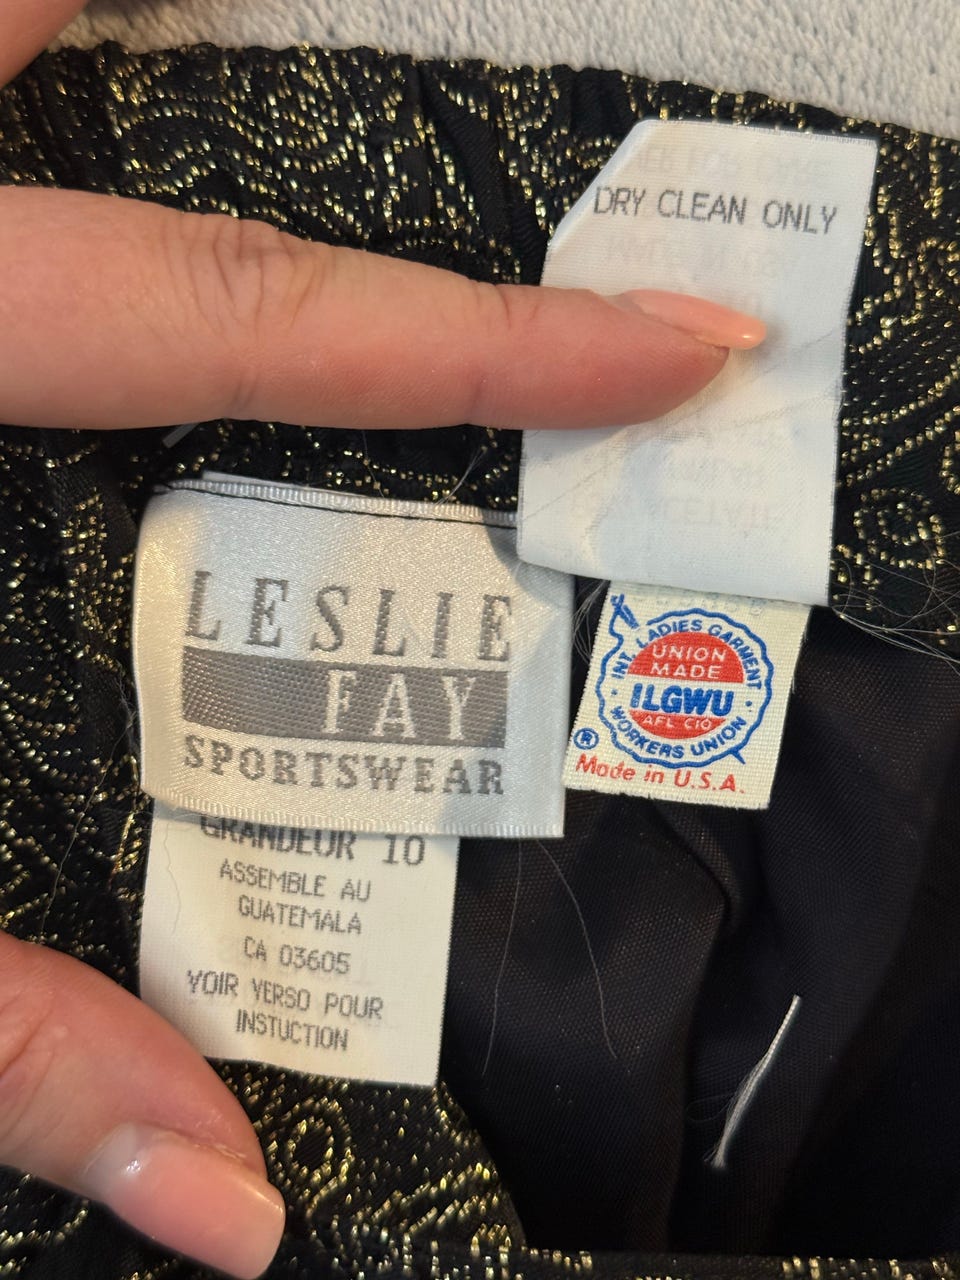 DRY CLEAN ONLY
LESLIE
FAY
SPORTSWEAR
INT. LADIES GARMENT
WORKERS UNION
UNION
MADE
ILGWU
AFL CIO
®
Made in U.S.A.
GRANDEUR 10
ASSEMBLE AU
GUATEMALA
CA 03605
VOIR VERSO POUR
INSTUCTION